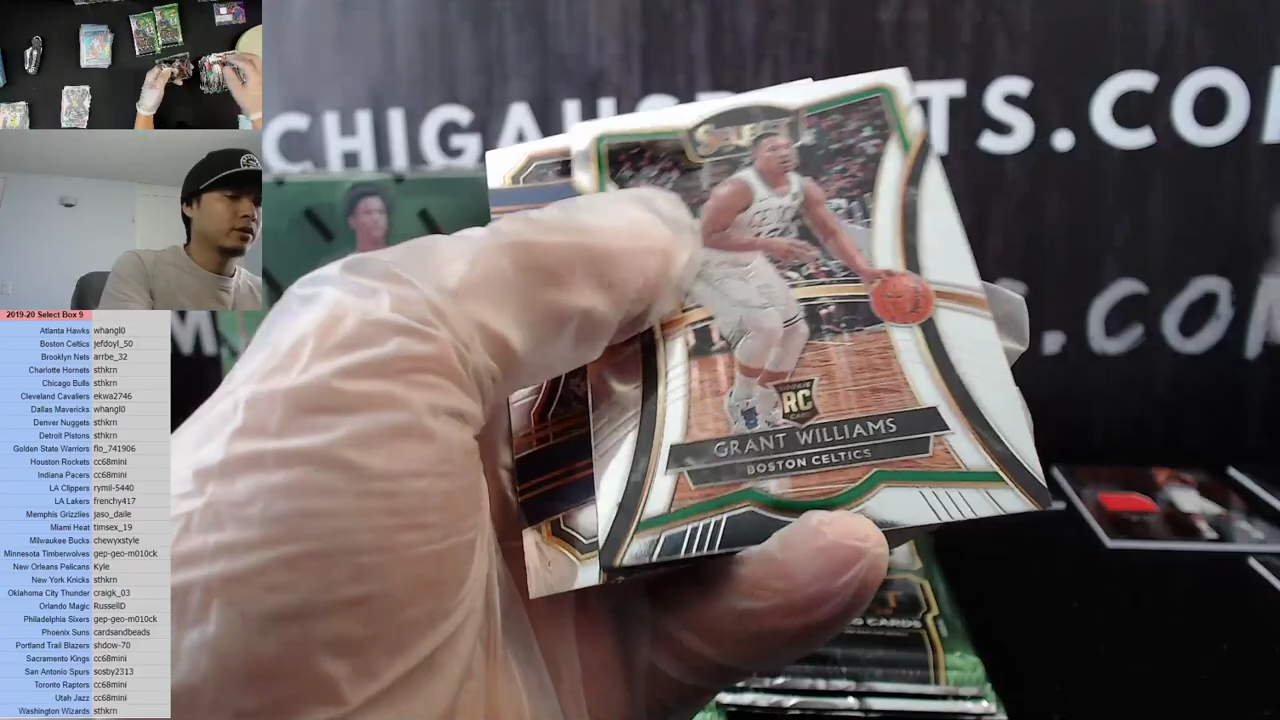 CHIGAU
TS.COM
.CO
M
SELECT
RC
GRANT WILLIAMS
BOSTON CELTICS
CARDS
2019-20 Select Box 9
Atlanta Hawks whangl0
Boston Celtics jefdoyl_50
Brooklyn Nets arrbe_32
Charlotte Hornets sthkrn
Chicago Bulls sthkrn
Cleveland Cavaliers ekwa2746
Dallas Mavericks whangl0
Denver Nuggets sthkrn
Detroit Pistons sthkrn
Golden State Warriors flo_741906
Houston Rockets cc68mini
Indiana Pacers cc68mini
LA Clippers rymil-5440
LA Lakers frenchy417
Memphis Grizzlies jaso_daile
Miami Heat timsex_19
Milwaukee Bucks chewyxstyle
Minnesota Timberwolves gep-geo-m010ck
New Orleans Pelicans Kyle
New York Knicks sthkrn
Oklahoma City Thunder craigk_03
Orlando Magic RussellD
Philadelphia Sixers gep-geo-m010ck
Phoenix Suns cardsandbeads
Portland Trail Blazers shdow-70
Sacramento Kings cc68mini
San Antonio Spurs sosby2313
Toronto Raptors cc68mini
Utah Jazz cc68mini
Washington Wizards sthkrn